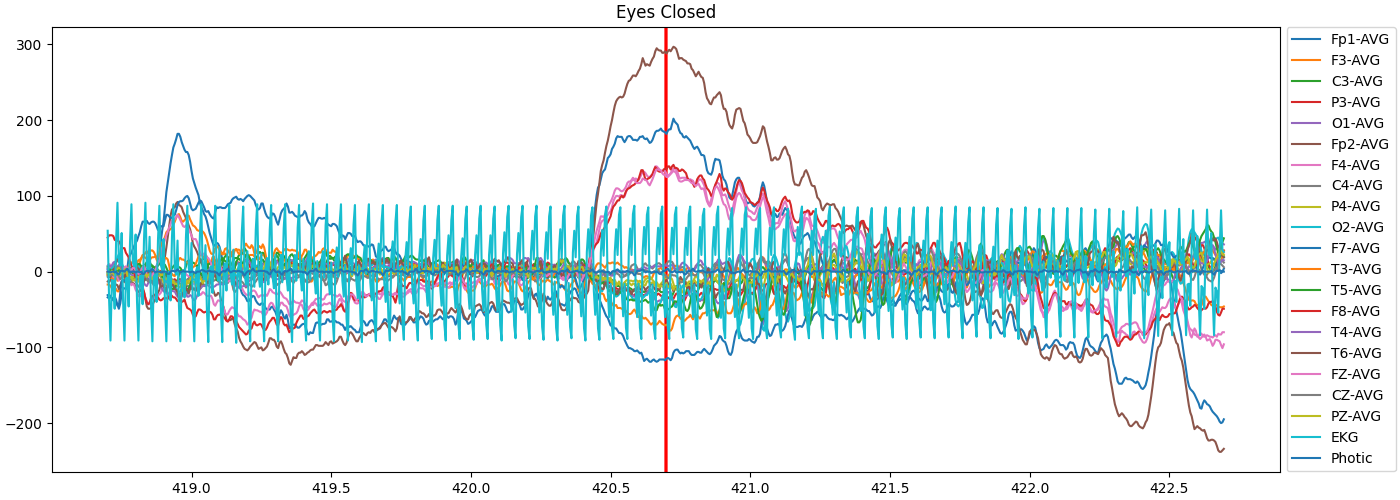 Eyes Closed
300
200
100
0
−100
−200
419.0 419.5 420.0 420.5 421.0 421.5 422.0 422.5
Fp1-AVG
F3-AVG
C3-AVG
P3-AVG
O1-AVG
Fp2-AVG
F4-AVG
C4-AVG
P4-AVG
O2-AVG
F7-AVG
T3-AVG
T5-AVG
F8-AVG
T4-AVG
T6-AVG
FZ-AVG
CZ-AVG
PZ-AVG
EKG
Photic